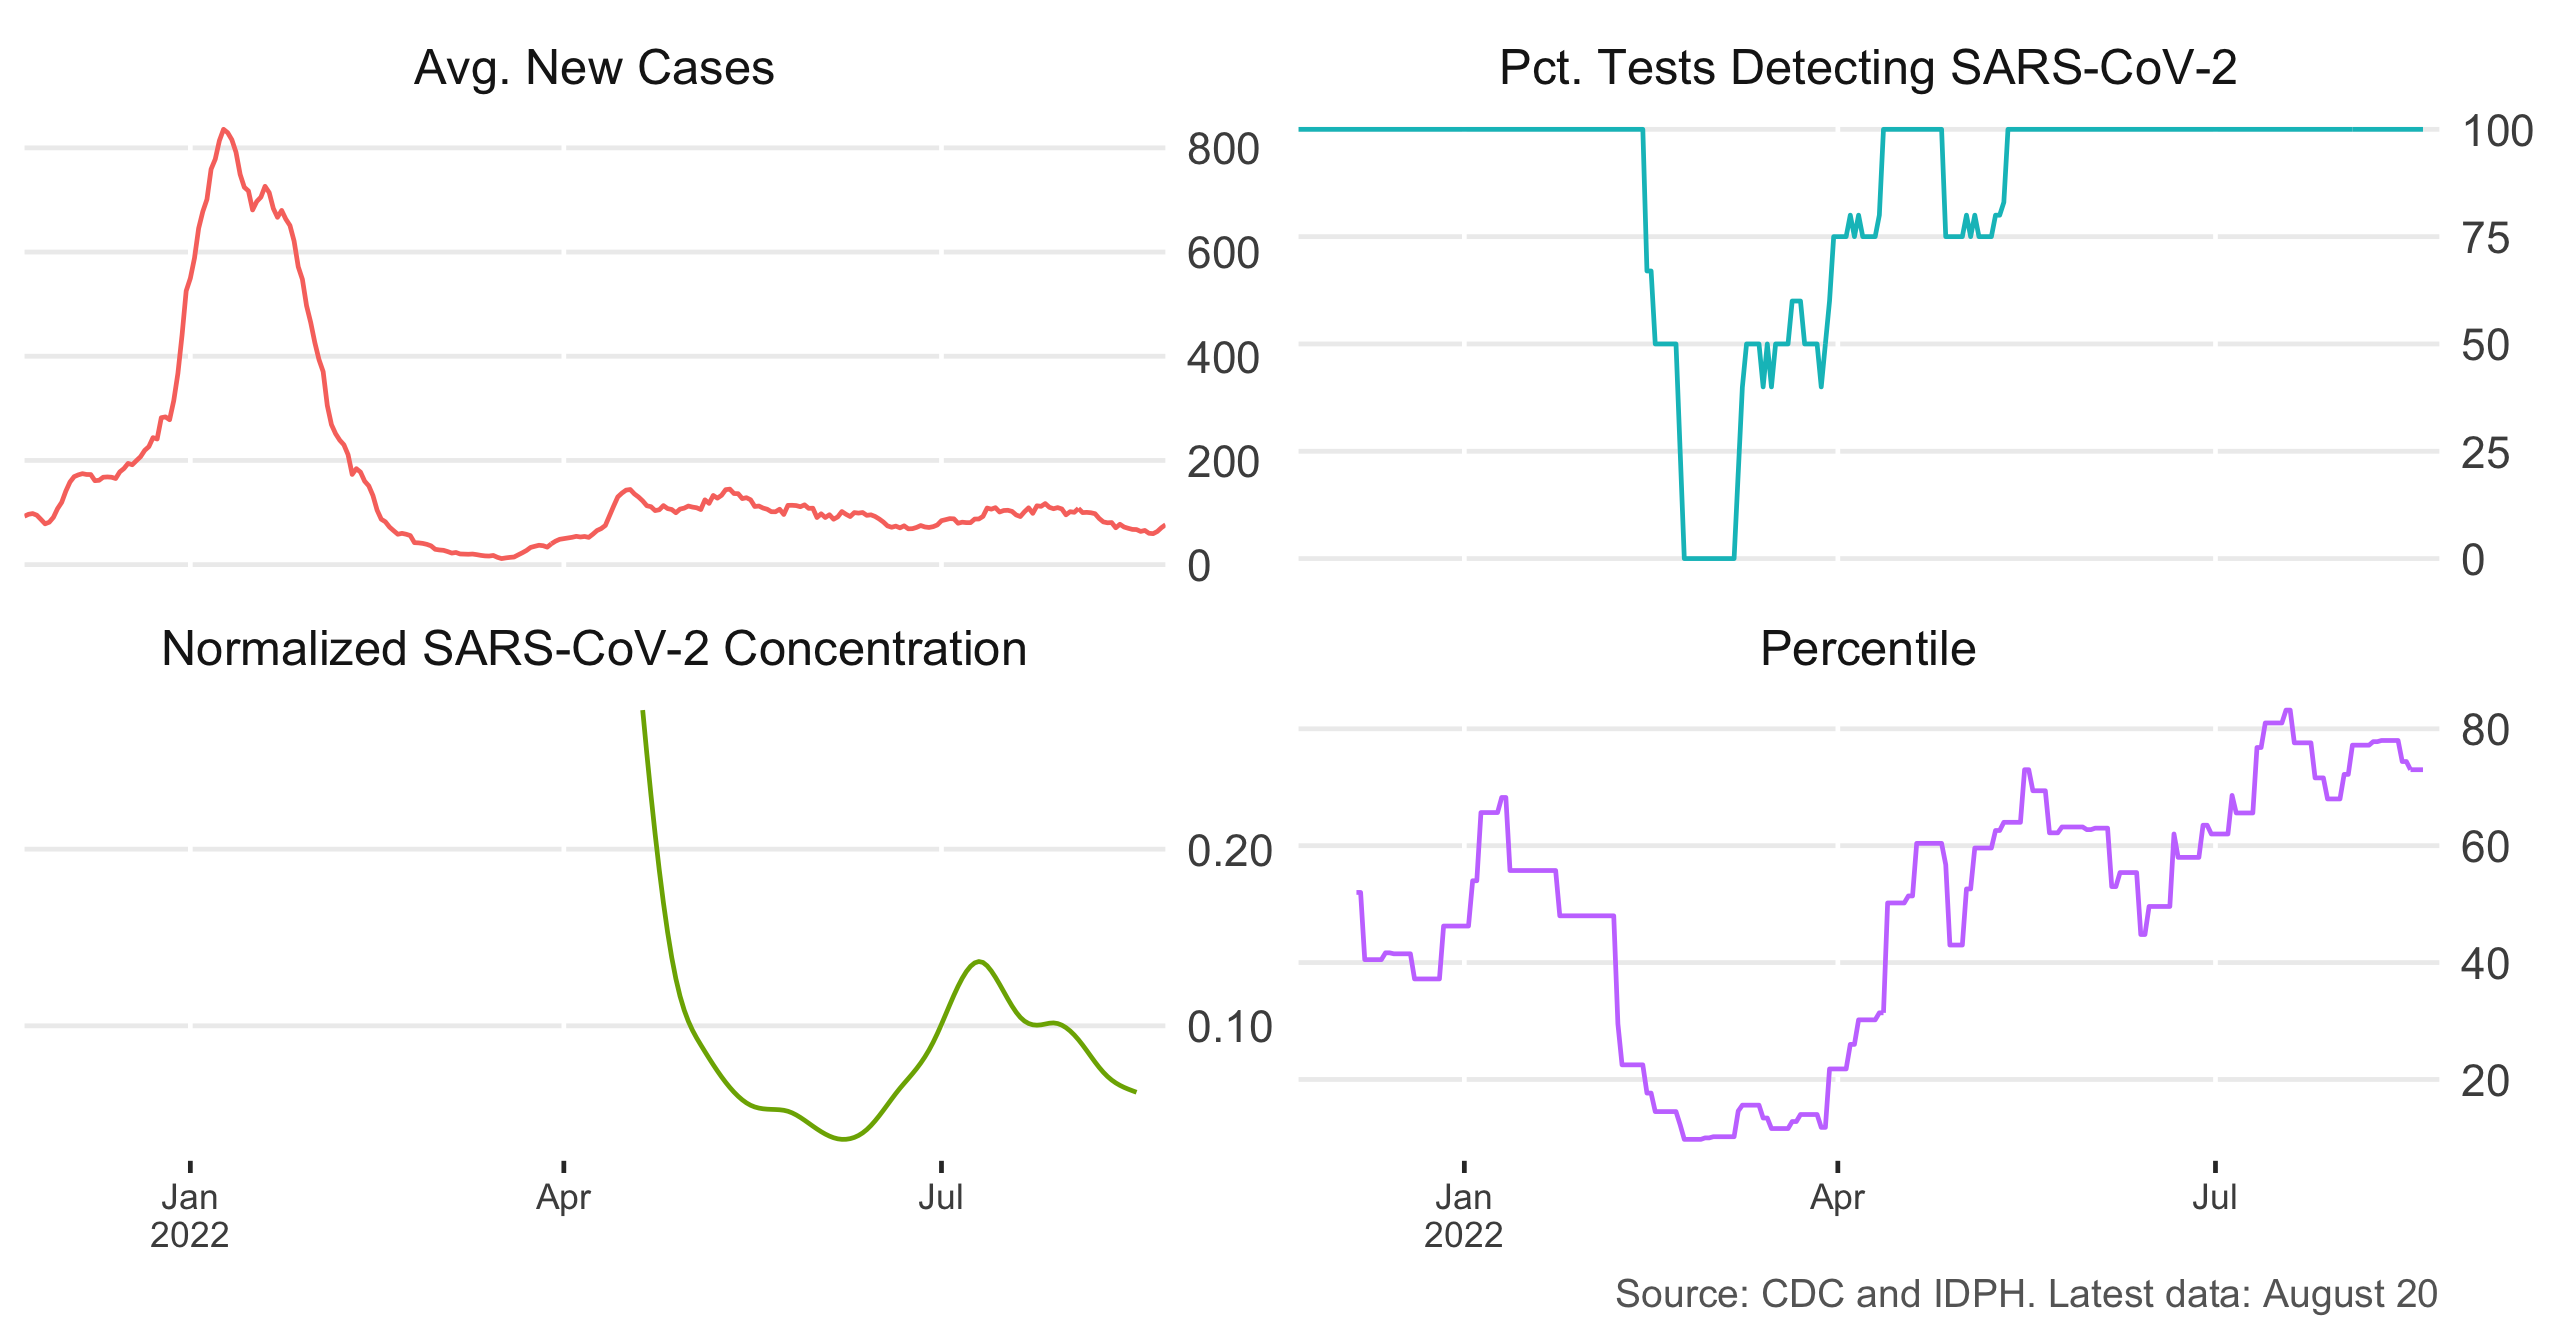 Avg. New Cases
800
600
400
200
0
Pct. Tests Detecting SARS-CoV-2
100
75
50
25
0
Normalized SARS-CoV-2 Concentration
0.20
0.10
Jan
2022
Apr
Jul
Percentile
80
60
40
20
Jan
2022
Apr
Jul
Source: CDC and IDPH. Latest data: August 20